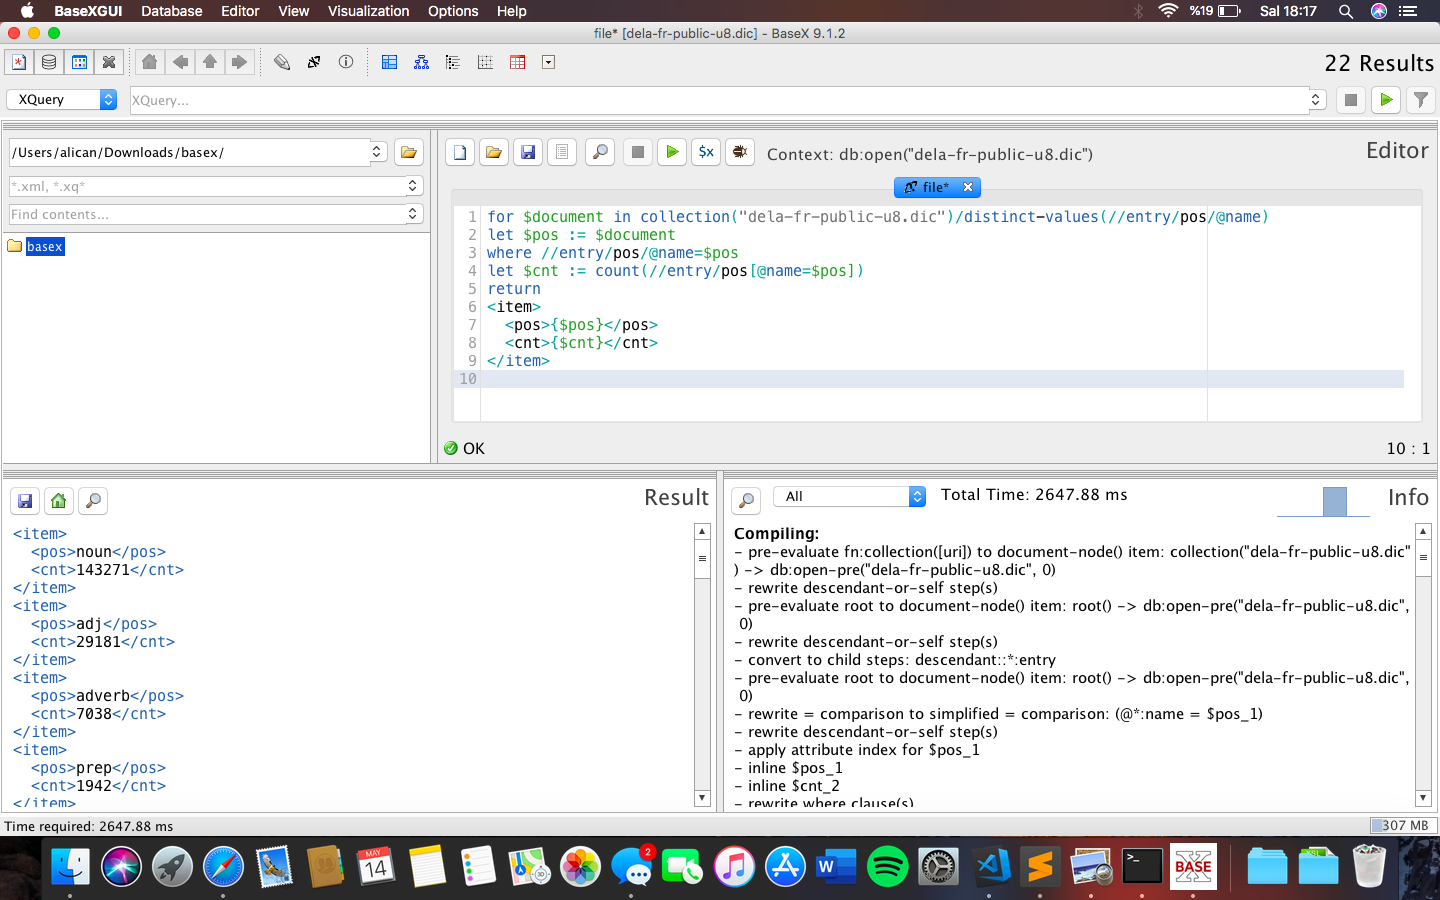 BaseXGUI Database Editor View Visualization Options Help %19 Sal 18:17
file* [dela-fr-public-u8.dic] - BaseX 9.1.2
22 Results
XQuery XQuery...
/Users/alican/Downloads/basex/
*.xml, *.xq*
Find contents...
basex
$x Context: db:open("dela-fr-public-u8.dic") Editor
file*
1 for $document in collection("dela-fr-public-u8.dic")/distinct-values(//entry/pos/@name)
2 let $pos := $document
3 where //entry/pos/@name=$pos
4 let $cnt := count(//entry/pos[@name=$pos])
5 return
6 <item>
7 <pos>{$pos}</pos>
8 <cnt>{$cnt}</cnt>
9 </item>
10
OK 10 : 1
Result
<item>
<pos>noun</pos>
<cnt>143271</cnt>
</item>
<item>
<pos>adj</pos>
<cnt>29181</cnt>
</item>
<item>
<pos>adverb</pos>
<cnt>7038</cnt>
</item>
<item>
<pos>prep</pos>
<cnt>1942</cnt>
</item>
All Total Time: 2647.88 ms Info
Compiling:
- pre-evaluate fn:collection([uri]) to document-node() item: collection("dela-fr-public-u8.dic"
) -> db:open-pre("dela-fr-public-u8.dic", 0)
- rewrite descendant-or-self step(s)
- pre-evaluate root to document-node() item: root() -> db:open-pre("dela-fr-public-u8.dic",
0)
- rewrite descendant-or-self step(s)
- convert to child steps: descendant::*:entry
- pre-evaluate root to document-node() item: root() -> db:open-pre("dela-fr-public-u8.dic",
0)
- rewrite = comparison to simplified = comparison: (@*:name = $pos_1)
- rewrite descendant-or-self step(s)
- apply attribute index for $pos_1
- inline $pos_1
- inline $cnt_2
- rewrite where clause(s)
Time required: 2647.88 ms 307 MB
MAY
14
2
W
BASE
X